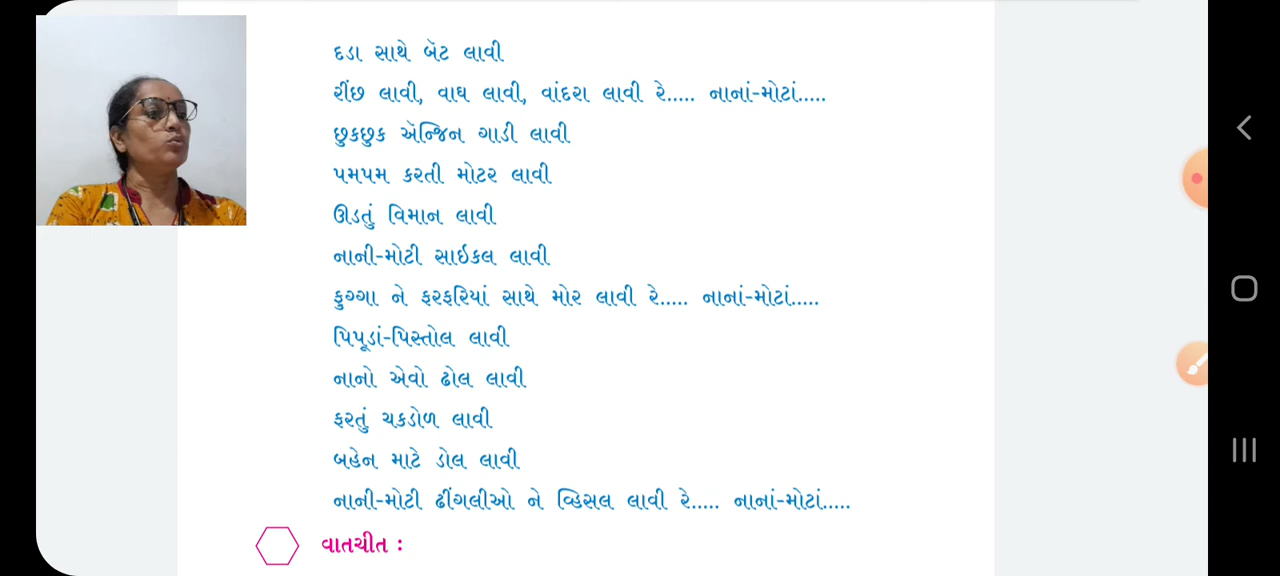 દડા સાથે બૅટ લાવી
રીંછ લાવી, વાઘ લાવી, વાંદરા લાવી રે..... નાનાં-મોટાં.....
છુકછુક ઍન્જિન ગાડી લાવી
પમપમ કરતી મોટર લાવી
ઊડતું વિમાન લાવી
નાની-મોટી સાઇકલ લાવી
ફુગ્ગા ને ફરફરિયાં સાથે મોર લાવી રે..... નાનાં-મોટાં.....
પિપૂડાં-પિસ્તોલ લાવી
નાનો એવો ઢોલ લાવી
ફરતું ચકડોળ લાવી
બહેન માટે ડોલ લાવી
નાની-મોટી ઢીંગલીઓ ને વ્હિસલ લાવી રે..... નાનાં-મોટાં.....
વાતચીત :